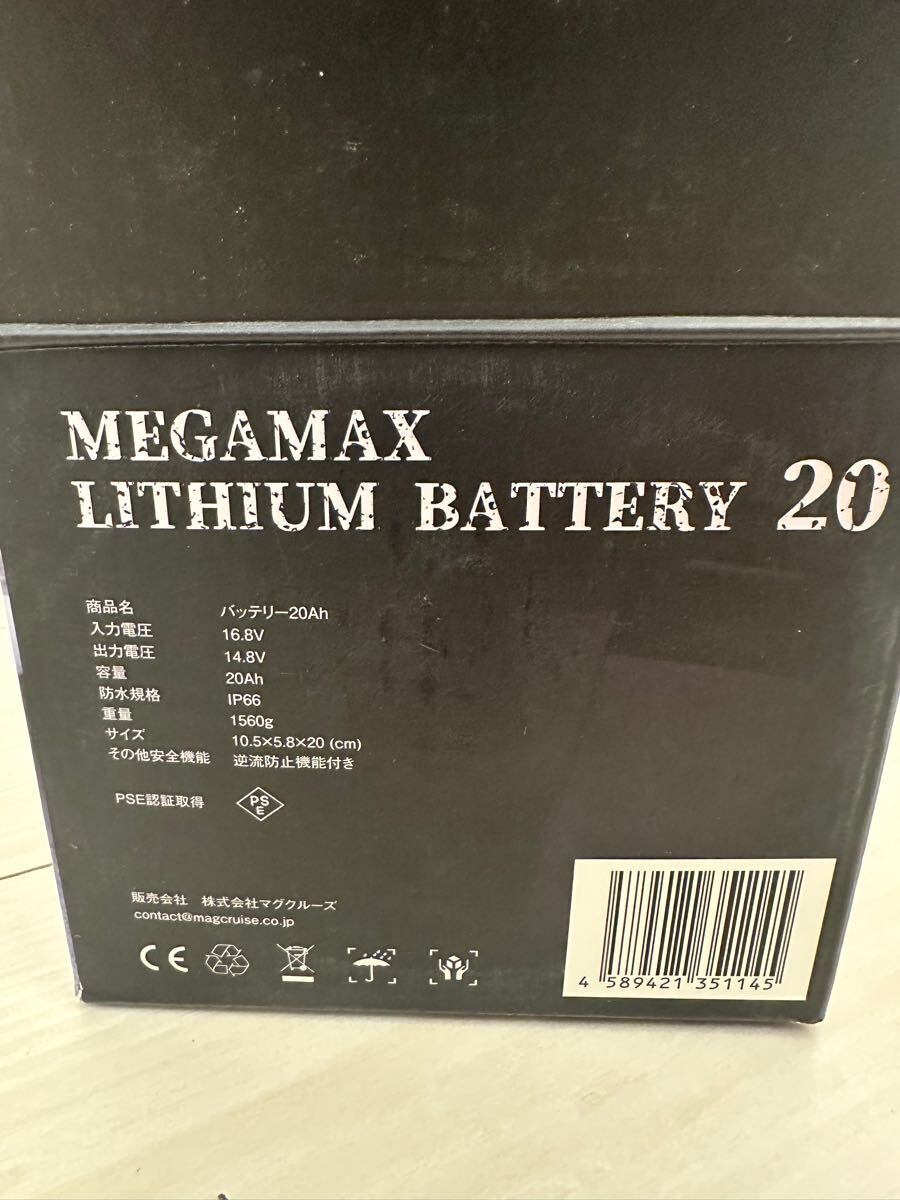 MEGAMAX
LITHIUM BATTERY 20
商品名 バッテリー20Ah
入力電圧 16.8V
出力電圧 14.8V
容量 20Ah
防水規格 IP66
重量 1560g
サイズ 10.5×5.8×20 (cm)
その他安全機能 逆流防止機能付き
PSE認証取得 PSE
販売会社 株式会社マグクルーズ
contact@magcruise.co.jp
CE
4 589421 351145